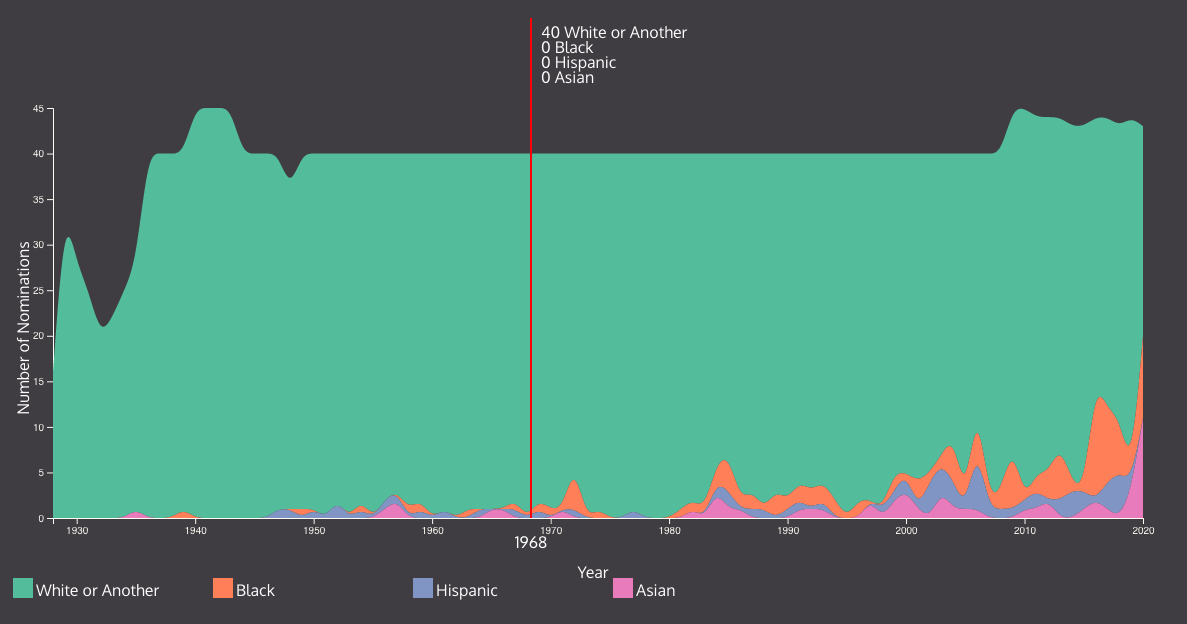 40 White or Another
0 Black
0 Hispanic
0 Asian
45
40
35
30
25
20
15
10
5
0
Number of Nominations
1930 1940 1950 1960 1970 1980 1990 2000 2010 2020
1968
Year
White or Another Black Hispanic Asian